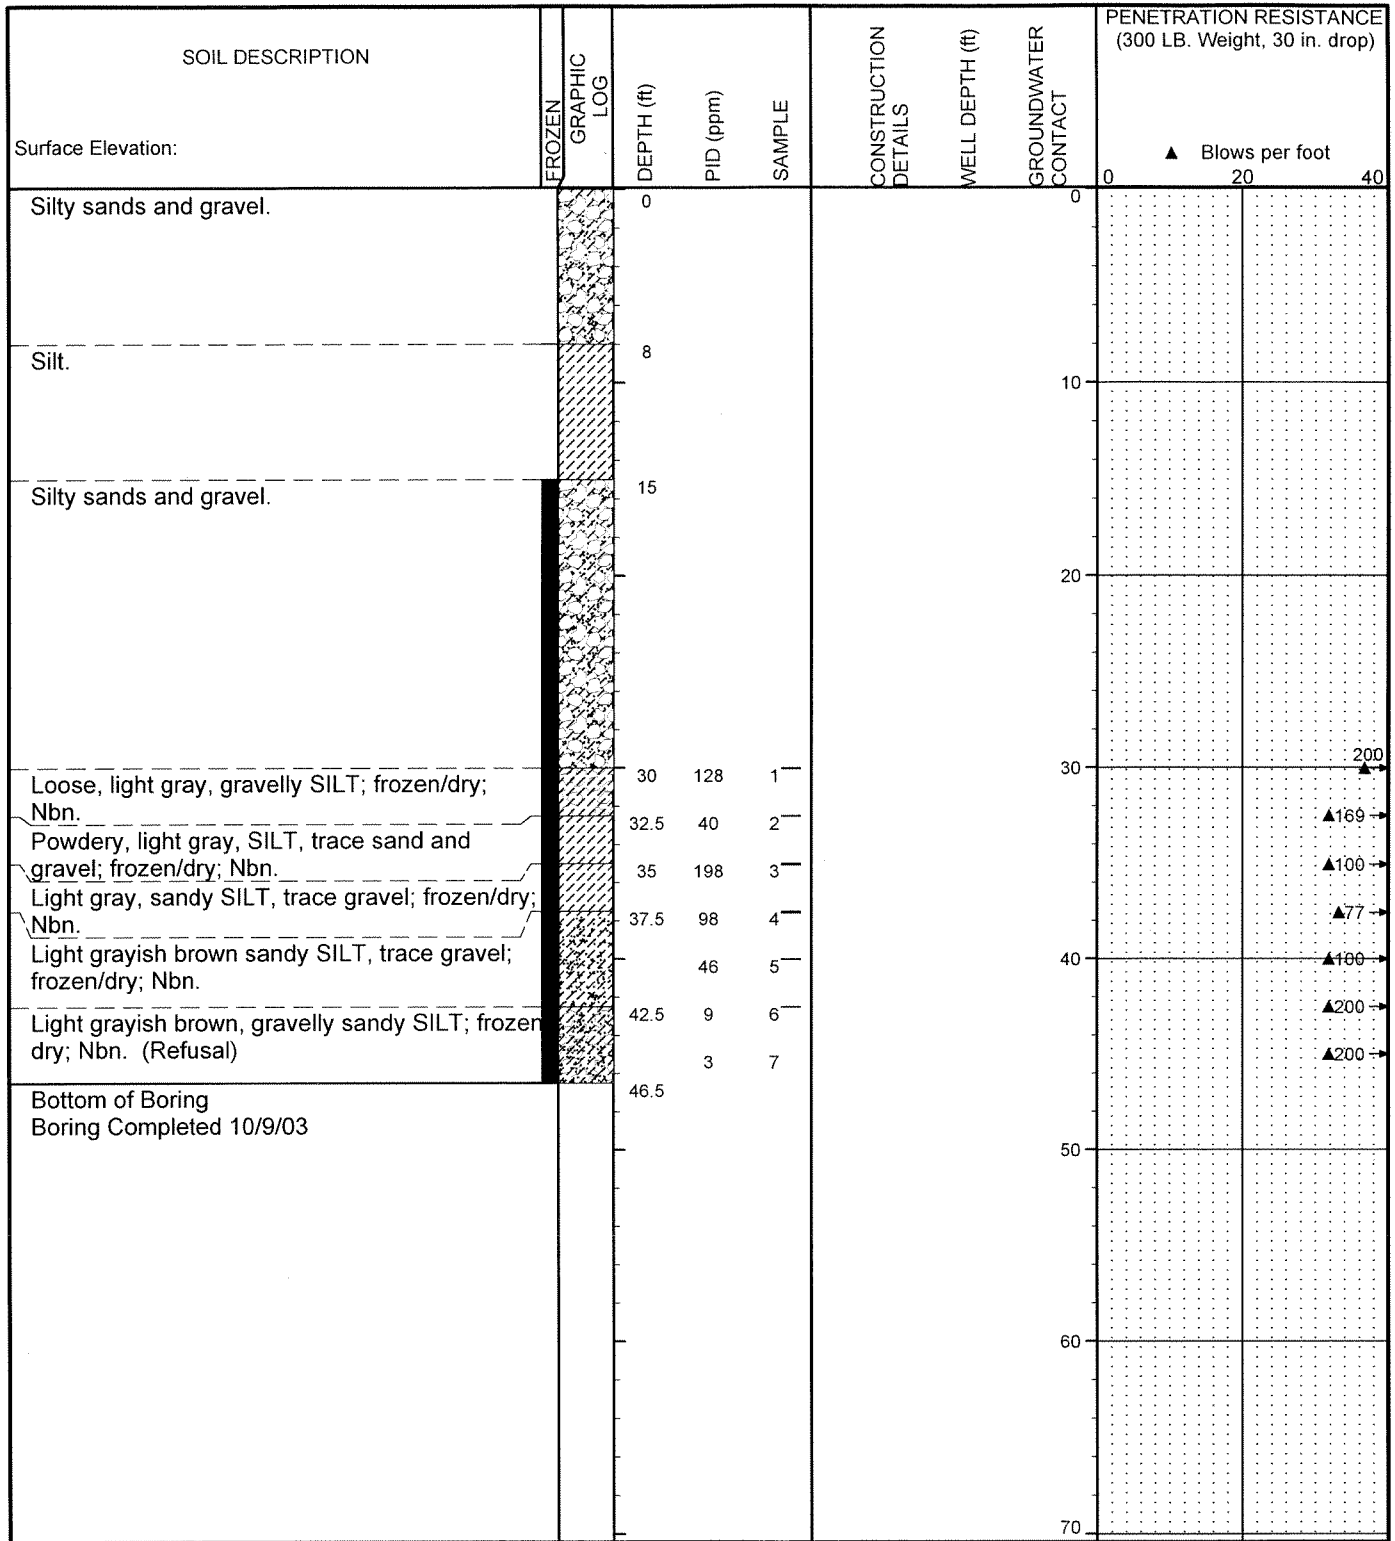 SOIL DESCRIPTION
Surface Elevation:
FROZEN
GRAPHIC
LOG
DEPTH (ft)
PID (ppm)
SAMPLE
CONSTRUCTION
DETAILS
WELL DEPTH (ft)
GROUNDWATER
CONTACT
PENETRATION RESISTANCE
(300 LB. Weight, 30 in. drop)
▲ Blows per foot
0 20 40
Silty sands and gravel.
0
0
Silt.
8
10
Silty sands and gravel.
15
20
200
Loose, light gray, gravelly SILT; frozen/dry;
Nbn.
30 128 1
30
Powdery, light gray, SILT, trace sand and
gravel; frozen/dry; Nbn.
32.5 40 2
169
Light gray, sandy SILT, trace gravel; frozen/dry;
Nbn.
35 198 3
100
Light grayish brown sandy SILT, trace gravel;
frozen/dry; Nbn.
37.5 98 4
77
46 5
40
100
Light grayish brown, gravelly sandy SILT; frozen
dry; Nbn. (Refusal)
42.5 9 6
200
3 7
200
46.5
Bottom of Boring
Boring Completed 10/9/03
50
60
70